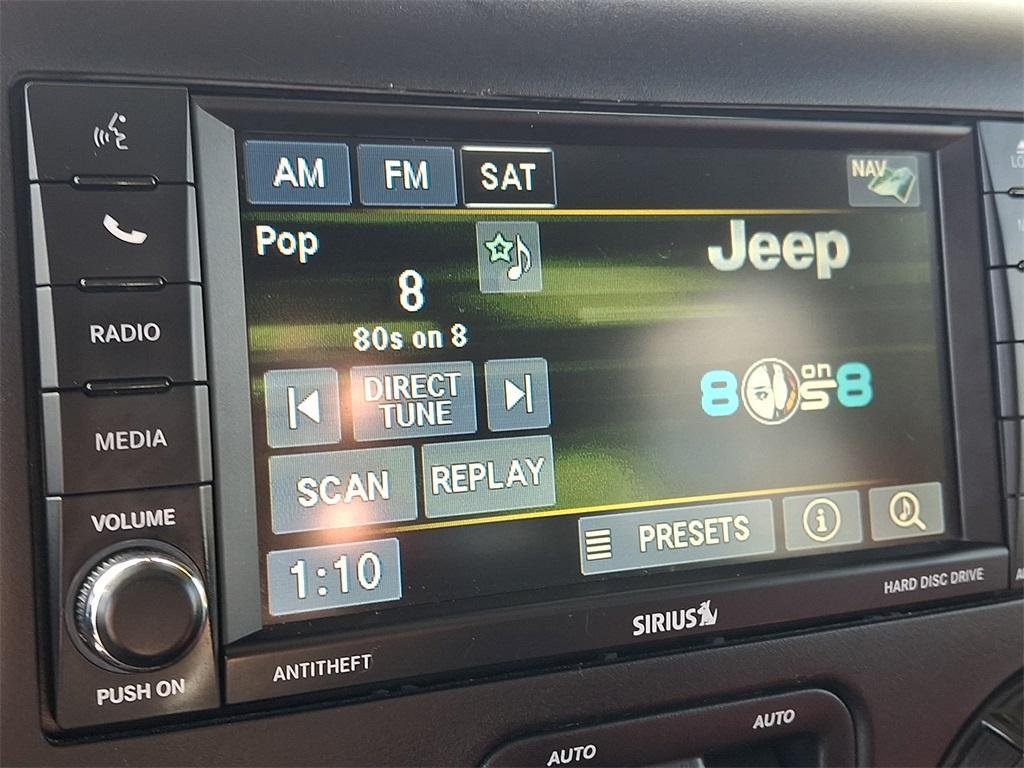 AM FM SAT NAV
Pop
Jeep
8
80s on 8
80s on 8
RADIO
DIRECT
TUNE
MEDIA
SCAN REPLAY
VOLUME
PRESETS
1:10
HARD DISC DRIVE
SIRIUS
ANTITHEFT
PUSH ON
AUTO AUTO